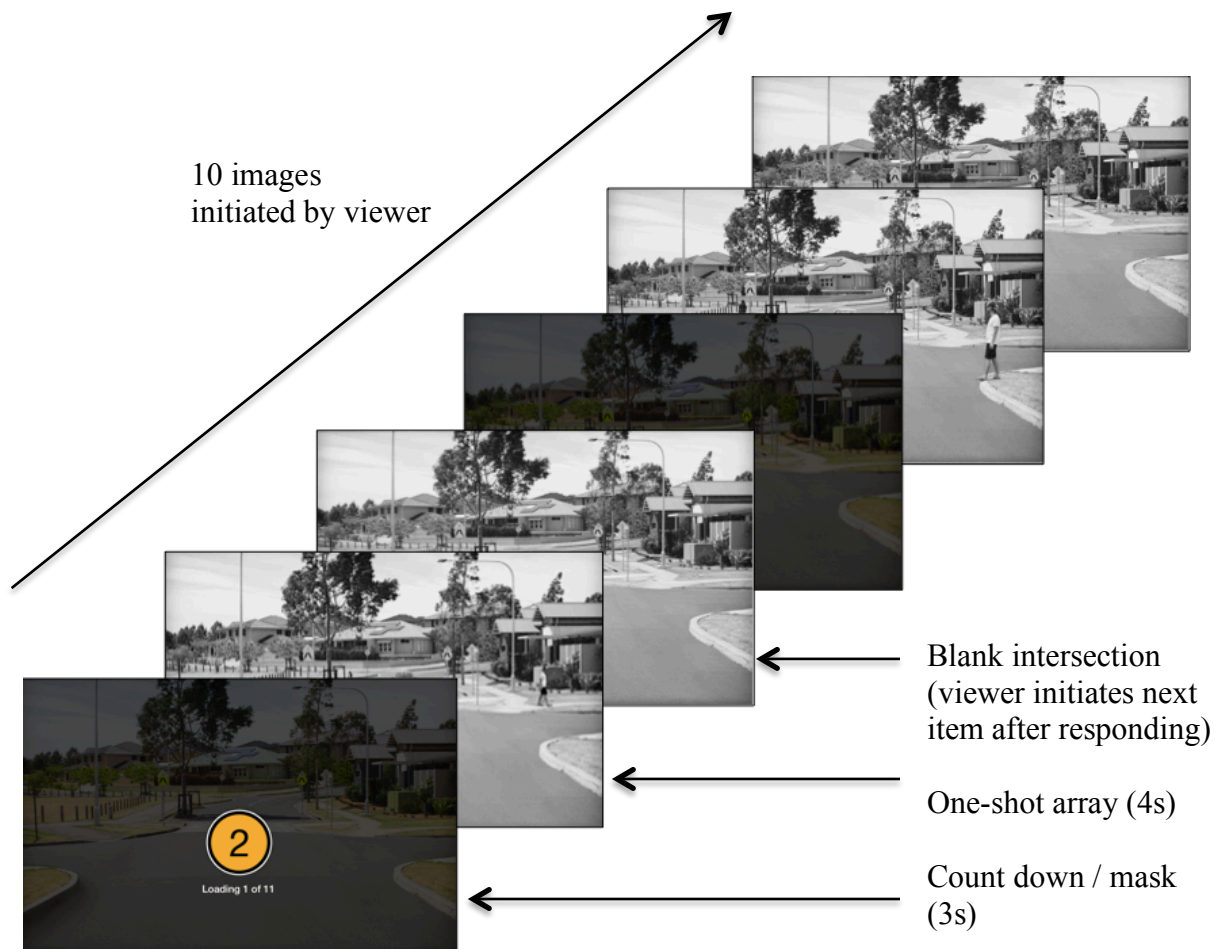 10 images
initiated by viewer
Blank intersection
(viewer initiates next
item after responding)
One-shot array (4s)
Count down / mask
(3s)
2
Loading 1 of 11